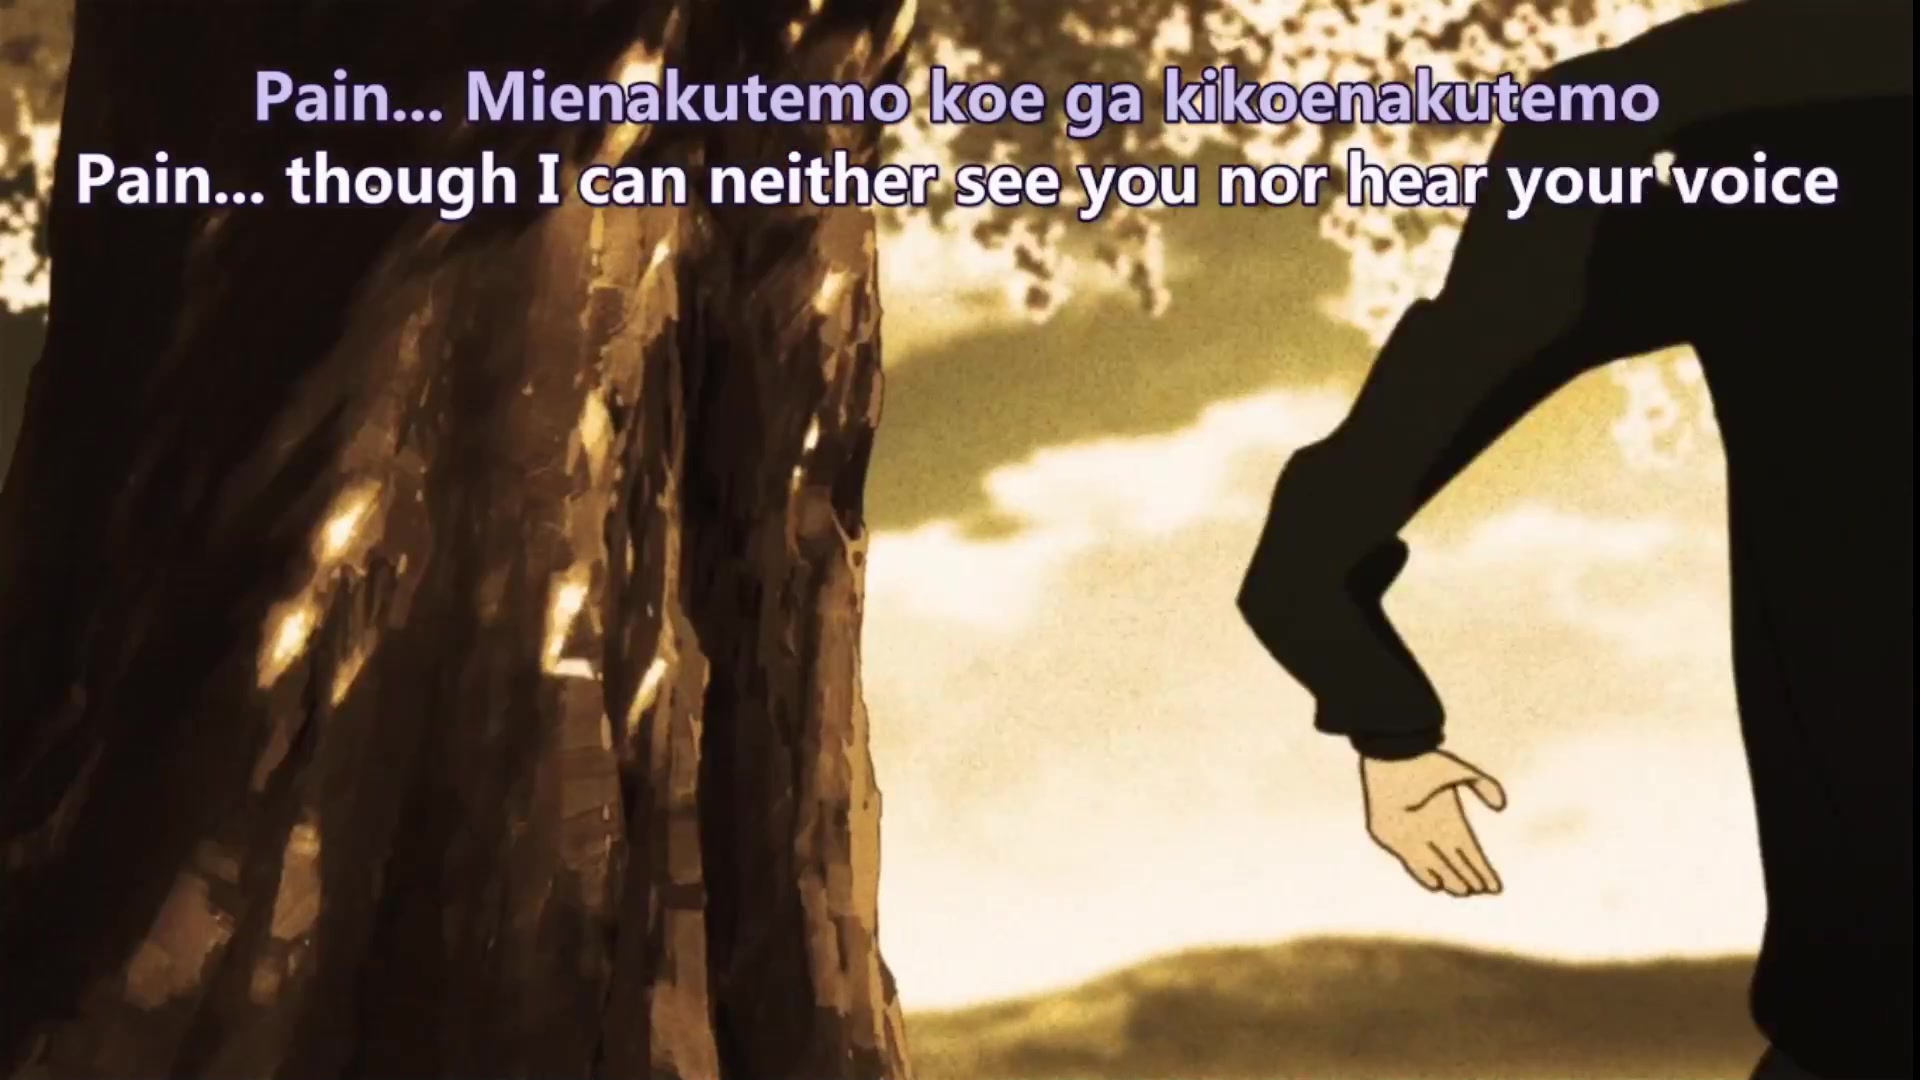 Pain... Mienakutemo koe ga kikoenakutemo
Pain... though I can neither see you nor hear your voice